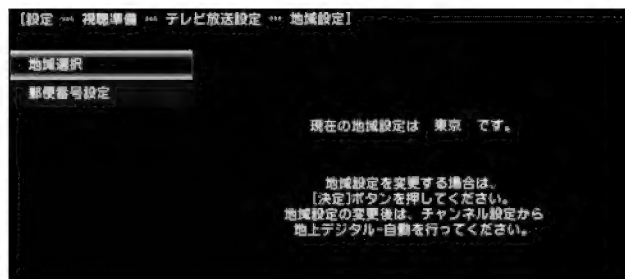 [設定 … 視聴準備 … テレビ放送設定 … 地域設定]
地域選択
郵便番号設定
現在の地域設定は 東京 です。
地域設定を変更する場合は、
[決定]ボタンを押してください。
地域設定の変更後は、チャンネル設定から
地上デジタル-自動を行ってください。